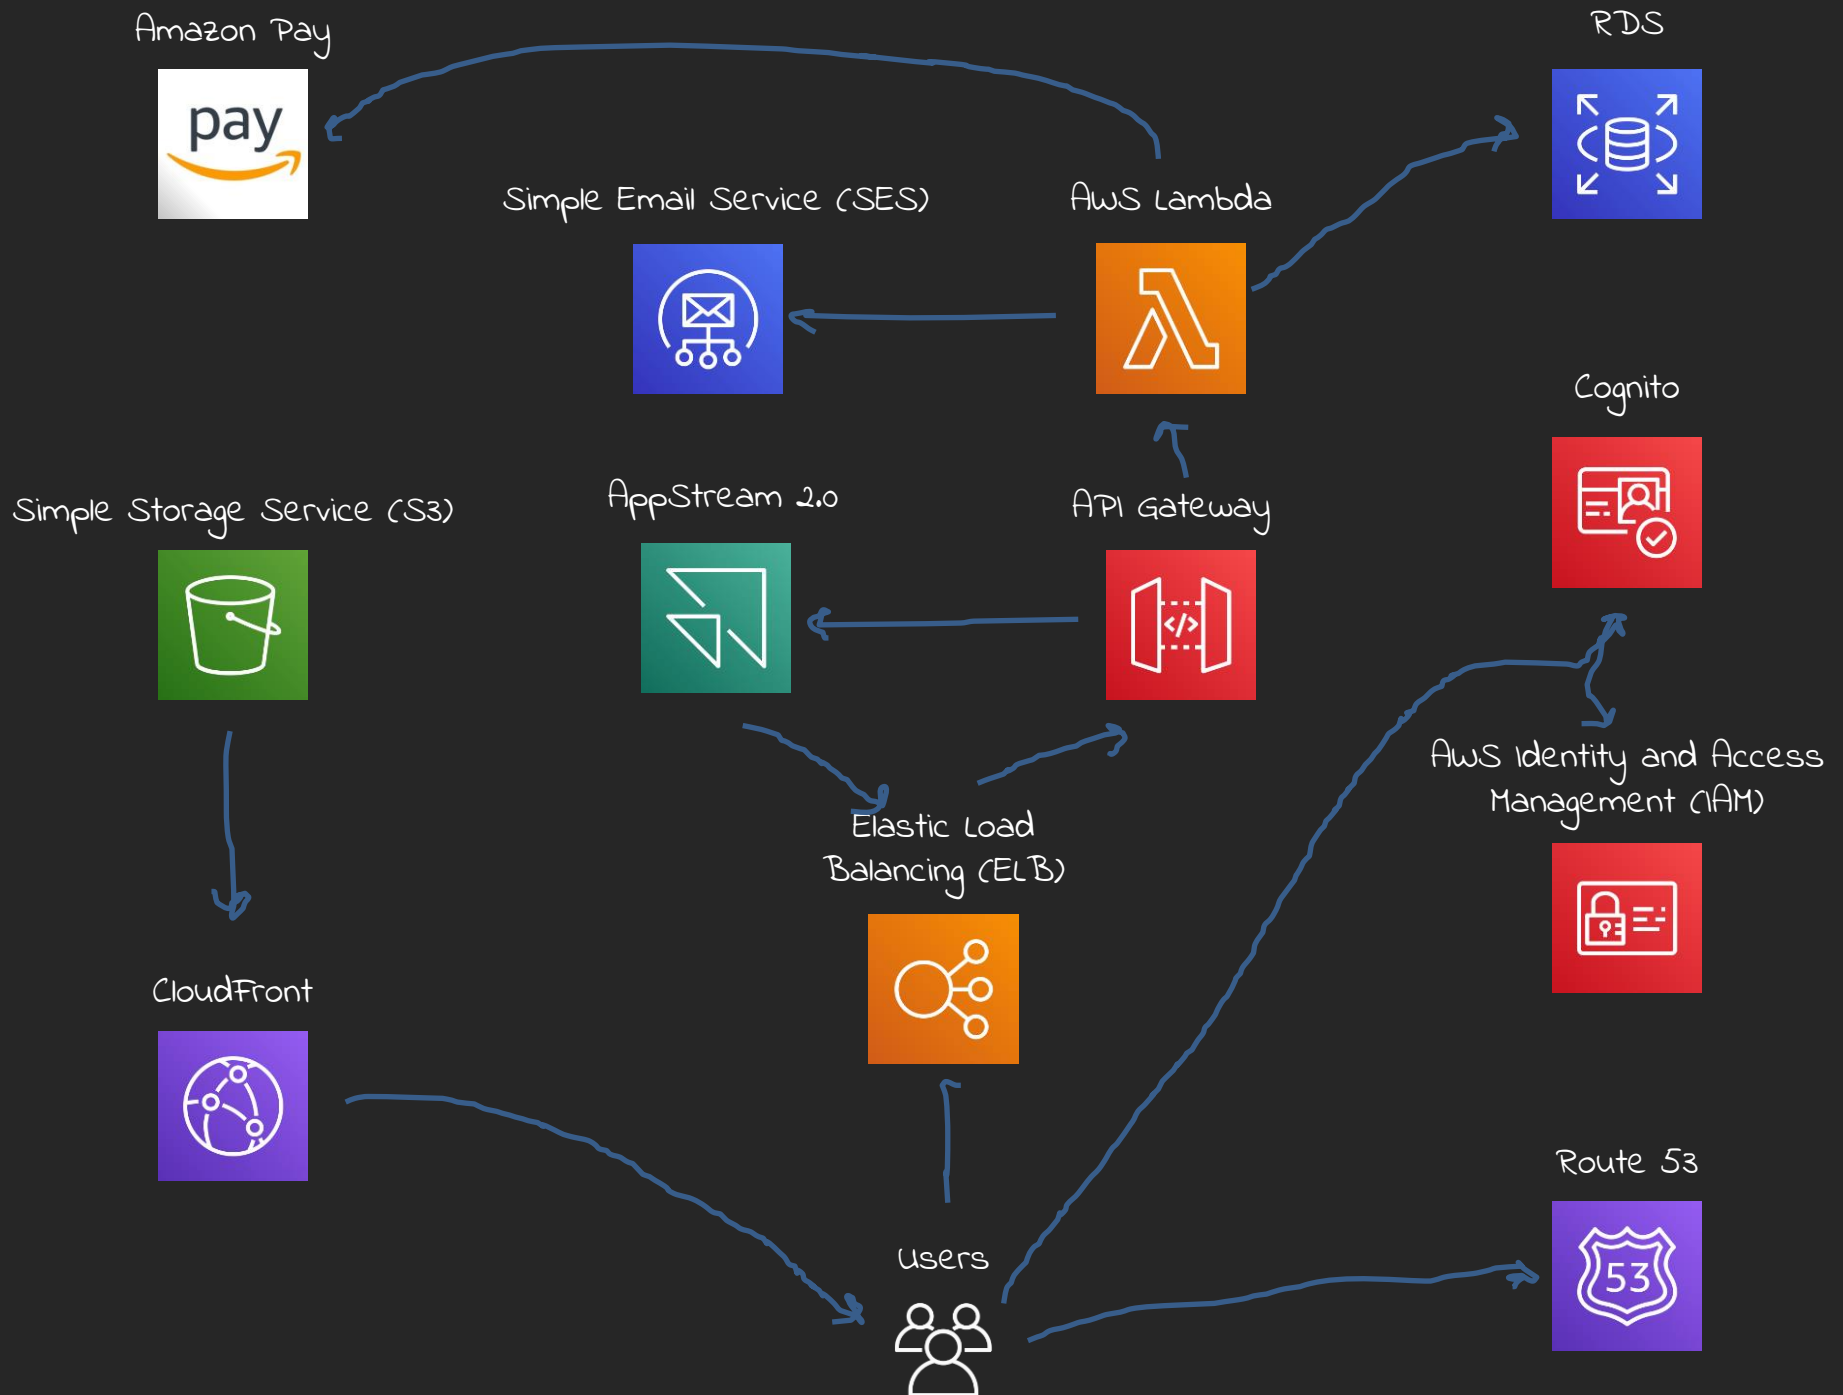 Amazon Pay
pay
RDS
Simple Email Service (SES)
AWS Lambda
Cognito
Simple Storage Service (S3)
AppStream 2.0
API Gateway
</>
AWS Identity and Access
Management (IAM)
Elastic Load
Balancing (ELB)
CloudFront
Route 53
53
Users